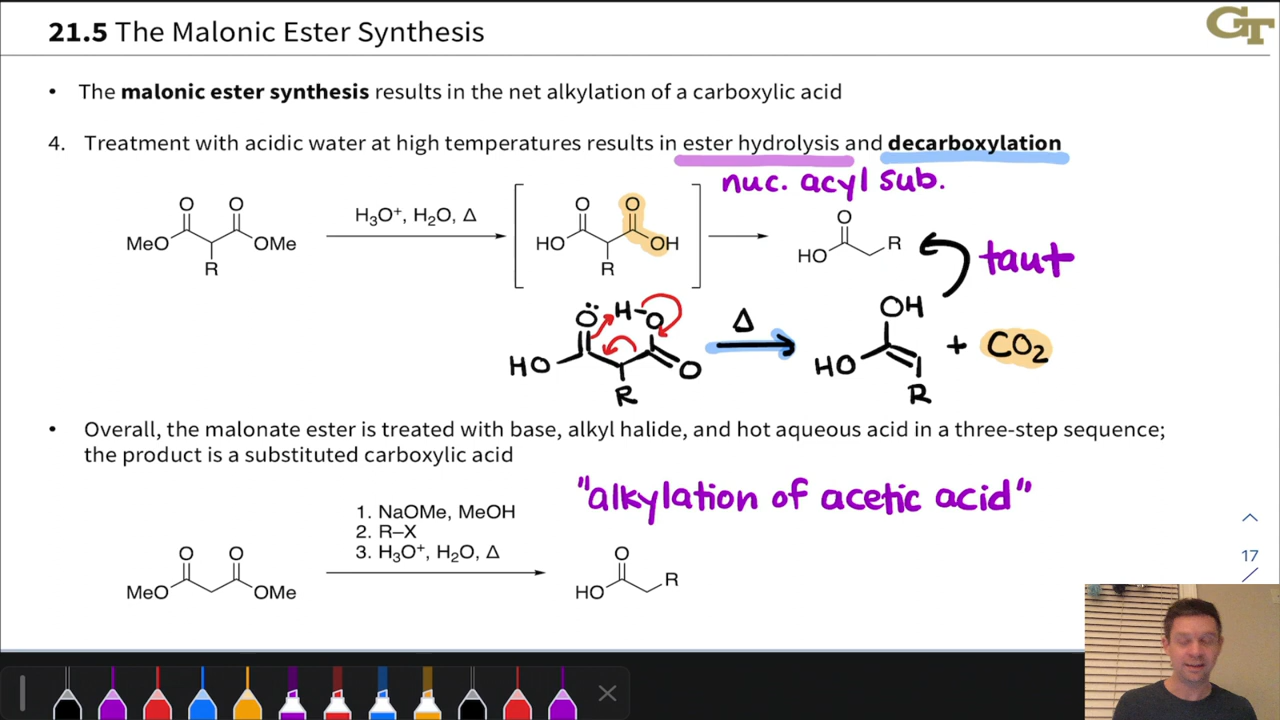 21.5 The Malonic Ester Synthesis
GT
• The malonic ester synthesis results in the net alkylation of a carboxylic acid
4. Treatment with acidic water at high temperatures results in ester hydrolysis and decarboxylation
nuc. acyl sub.
O O
MeO OMe
R
H₃O⁺, H₂O, Δ
O O
HO OH
R
O
HO R
taut
Ö H-O
HO O
R
Δ
OH
HO
R
+ CO₂
• Overall, the malonate ester is treated with base, alkyl halide, and hot aqueous acid in a three-step sequence;
the product is a substituted carboxylic acid
"alkylation of acetic acid"
1. NaOMe, MeOH
2. R–X
3. H₃O⁺, H₂O, Δ
O O
MeO OMe
O
HO R
17